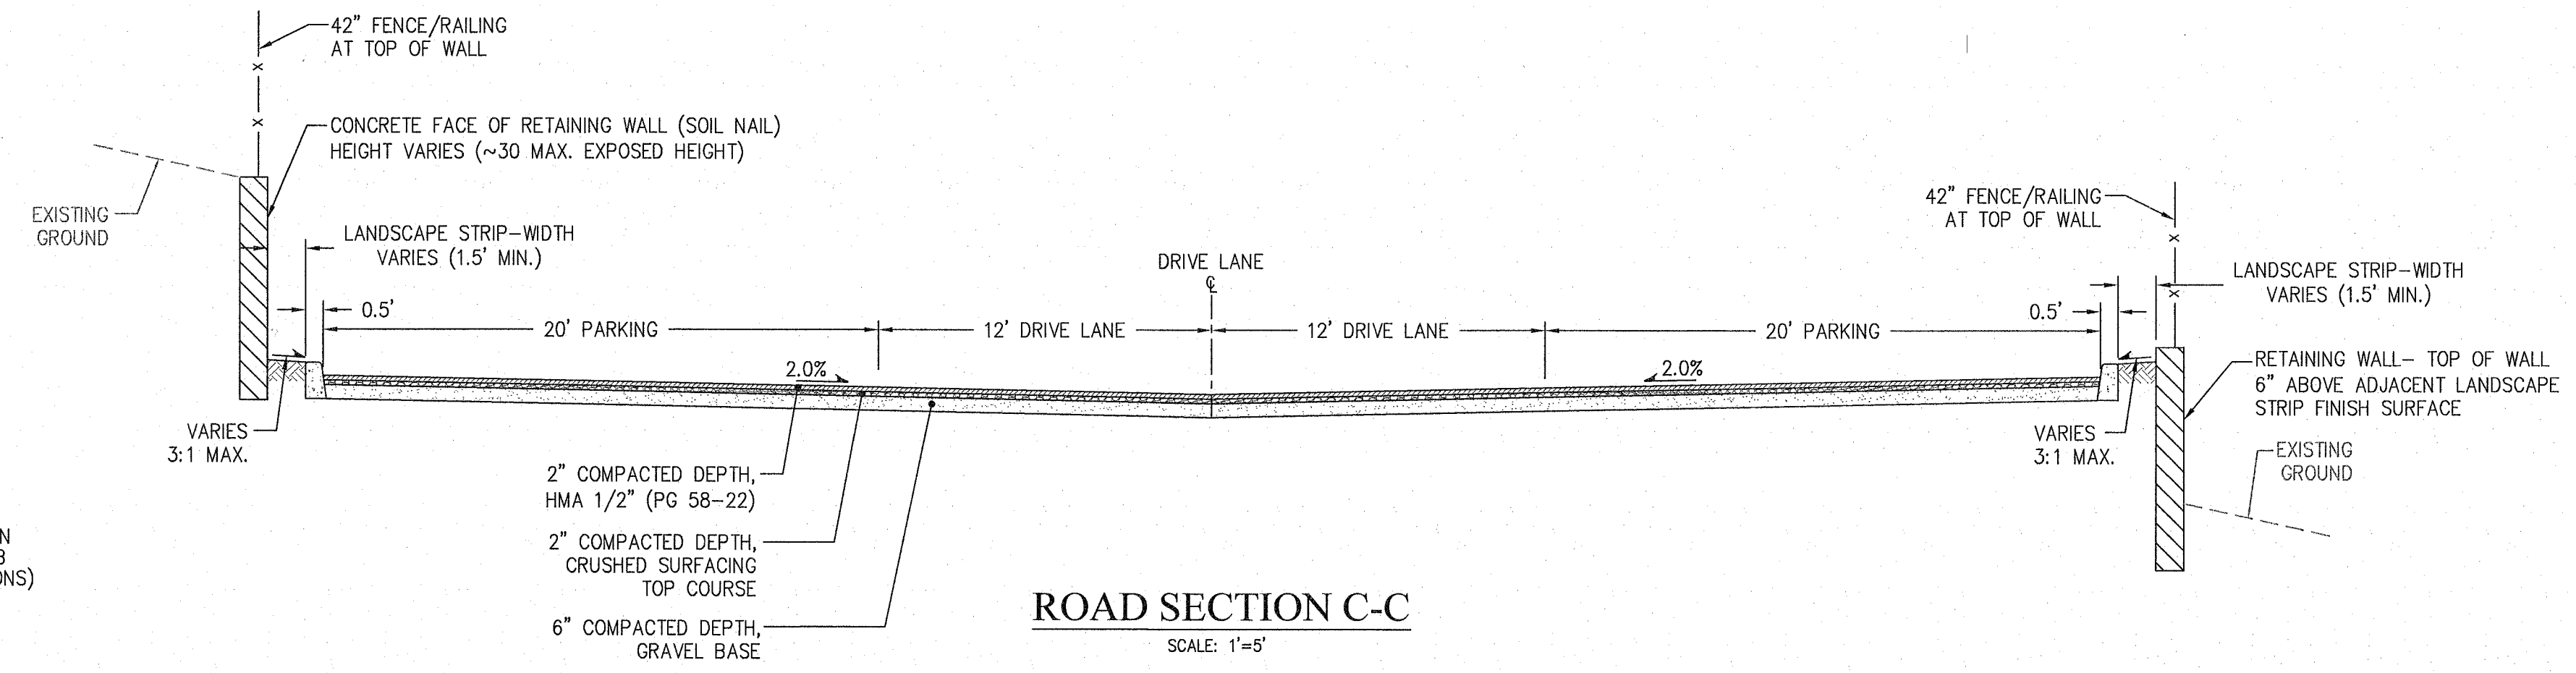 42" FENCE/RAILING
AT TOP OF WALL
CONCRETE FACE OF RETAINING WALL (SOIL NAIL)
HEIGHT VARIES (~30 MAX. EXPOSED HEIGHT)
EXISTING
GROUND
LANDSCAPE STRIP-WIDTH
VARIES (1.5' MIN.)
0.5'
20' PARKING
12' DRIVE LANE
DRIVE LANE
℄
12' DRIVE LANE
20' PARKING
0.5'
42" FENCE/RAILING
AT TOP OF WALL
LANDSCAPE STRIP-WIDTH
VARIES (1.5' MIN.)
2.0%
2.0%
RETAINING WALL- TOP OF WALL
6" ABOVE ADJACENT LANDSCAPE
STRIP FINISH SURFACE
VARIES
3:1 MAX.
VARIES
3:1 MAX.
EXISTING
GROUND
2" COMPACTED DEPTH,
HMA 1/2" (PG 58-22)
2" COMPACTED DEPTH,
CRUSHED SURFACING
TOP COURSE
6" COMPACTED DEPTH,
GRAVEL BASE
N
B
ONS)
ROAD SECTION C-C
SCALE: 1'=5'